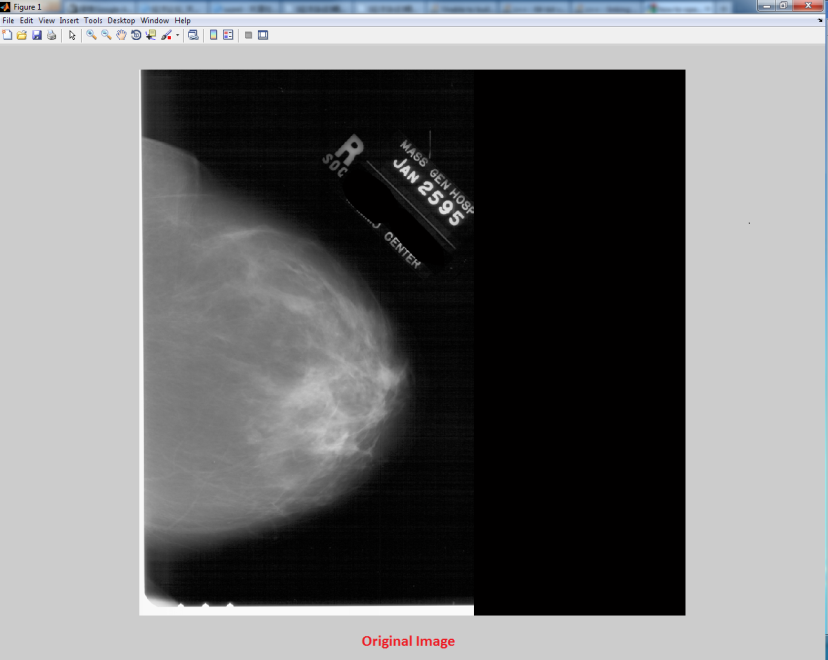 Figure 1
File Edit View Insert Tools Desktop Window Help
R
SOC
MASS GEN HOSP
JAN 2595
CENTER
Original Image